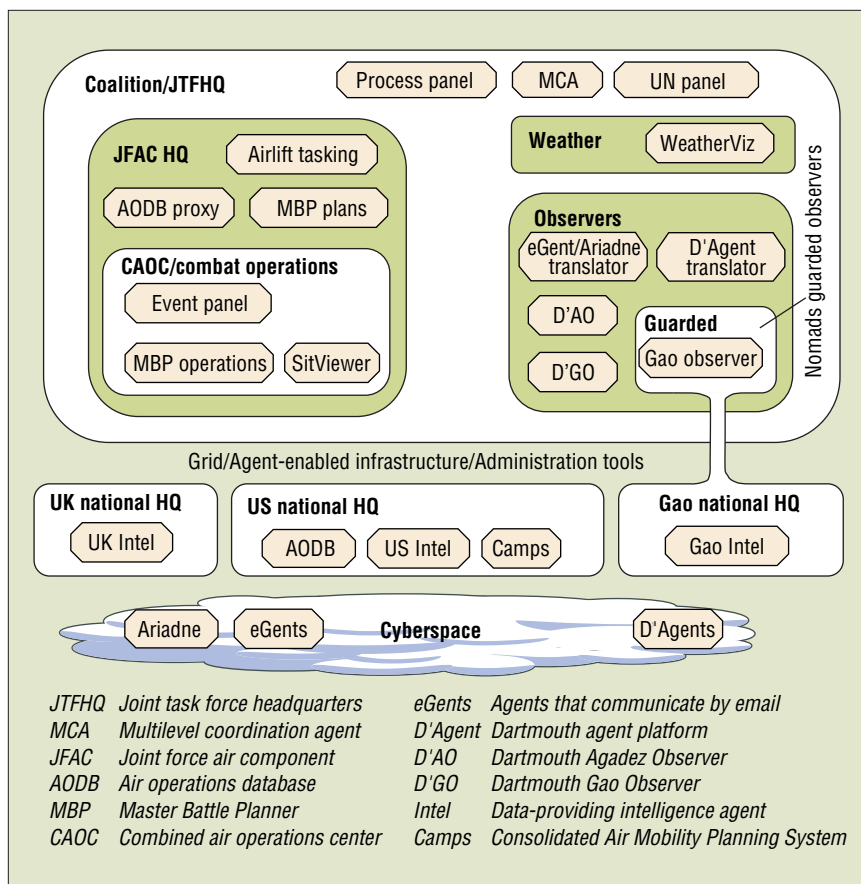 Coalition/JTFHQ
Process panel
MCA
UN panel
JFAC HQ
Airlift tasking
AODB proxy
MBP plans
CAOC/combat operations
Event panel
MBP operations
SitViewer
Weather
WeatherViz
Observers
eGent/Ariadne
translator
D'Agent
translator
D'AO
D'GO
Guarded
Gao observer
Nomads guarded observers
Grid/Agent-enabled infrastructure/Administration tools
UK national HQ
UK Intel
US national HQ
AODB
US Intel
Camps
Gao national HQ
Gao Intel
Ariadne
eGents
Cyberspace
D'Agents
JTFHQ Joint task force headquarters
MCA Multilevel coordination agent
JFAC Joint force air component
AODB Air operations database
MBP Master Battle Planner
CAOC Combined air operations center
eGents Agents that communicate by email
D'Agent Dartmouth agent platform
D'AO Dartmouth Agadez Observer
D'GO Dartmouth Gao Observer
Intel Data-providing intelligence agent
Camps Consolidated Air Mobility Planning System